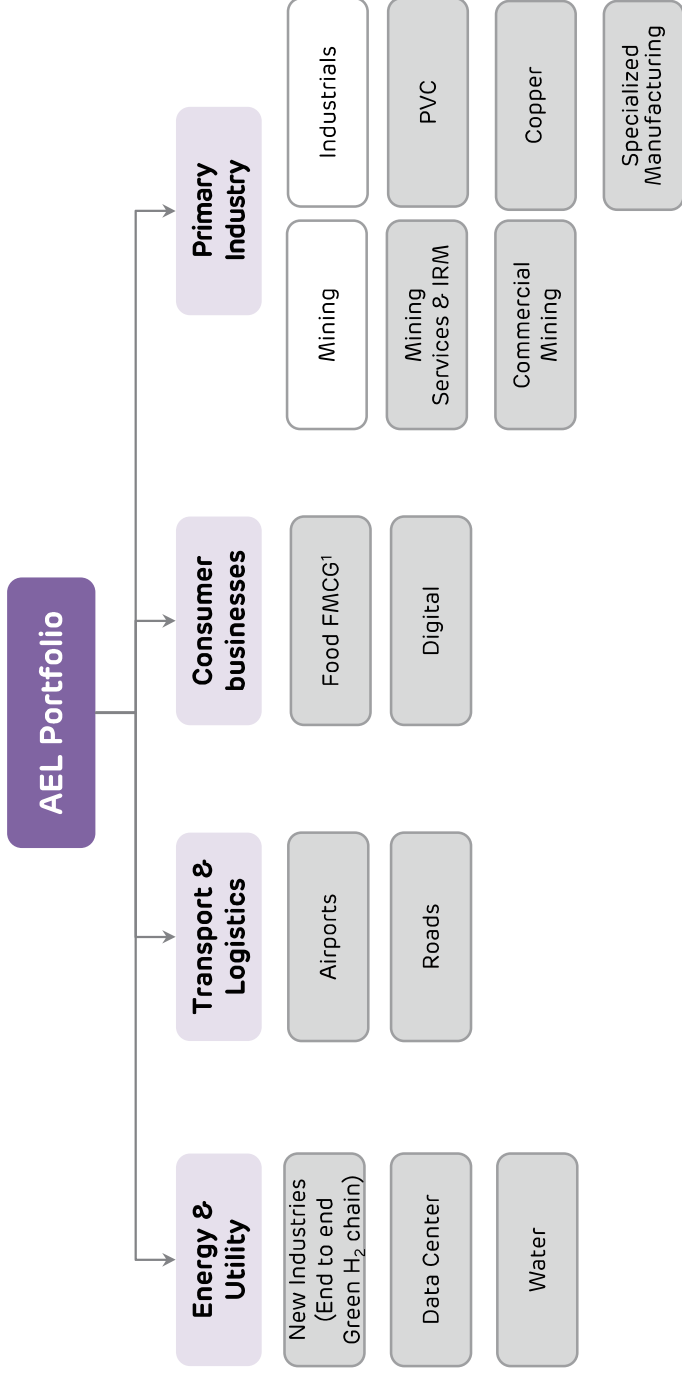 AEL Portfolio
Energy &
Utility
New Industries
(End to end
Green H₂ chain)
Data Center
Water
Transport &
Logistics
Airports
Roads
Consumer
businesses
Food FMCG¹
Digital
Primary
Industry
Mining
Mining
Services & IRM
Commercial
Mining
Industrials
PVC
Copper
Specialized
Manufacturing